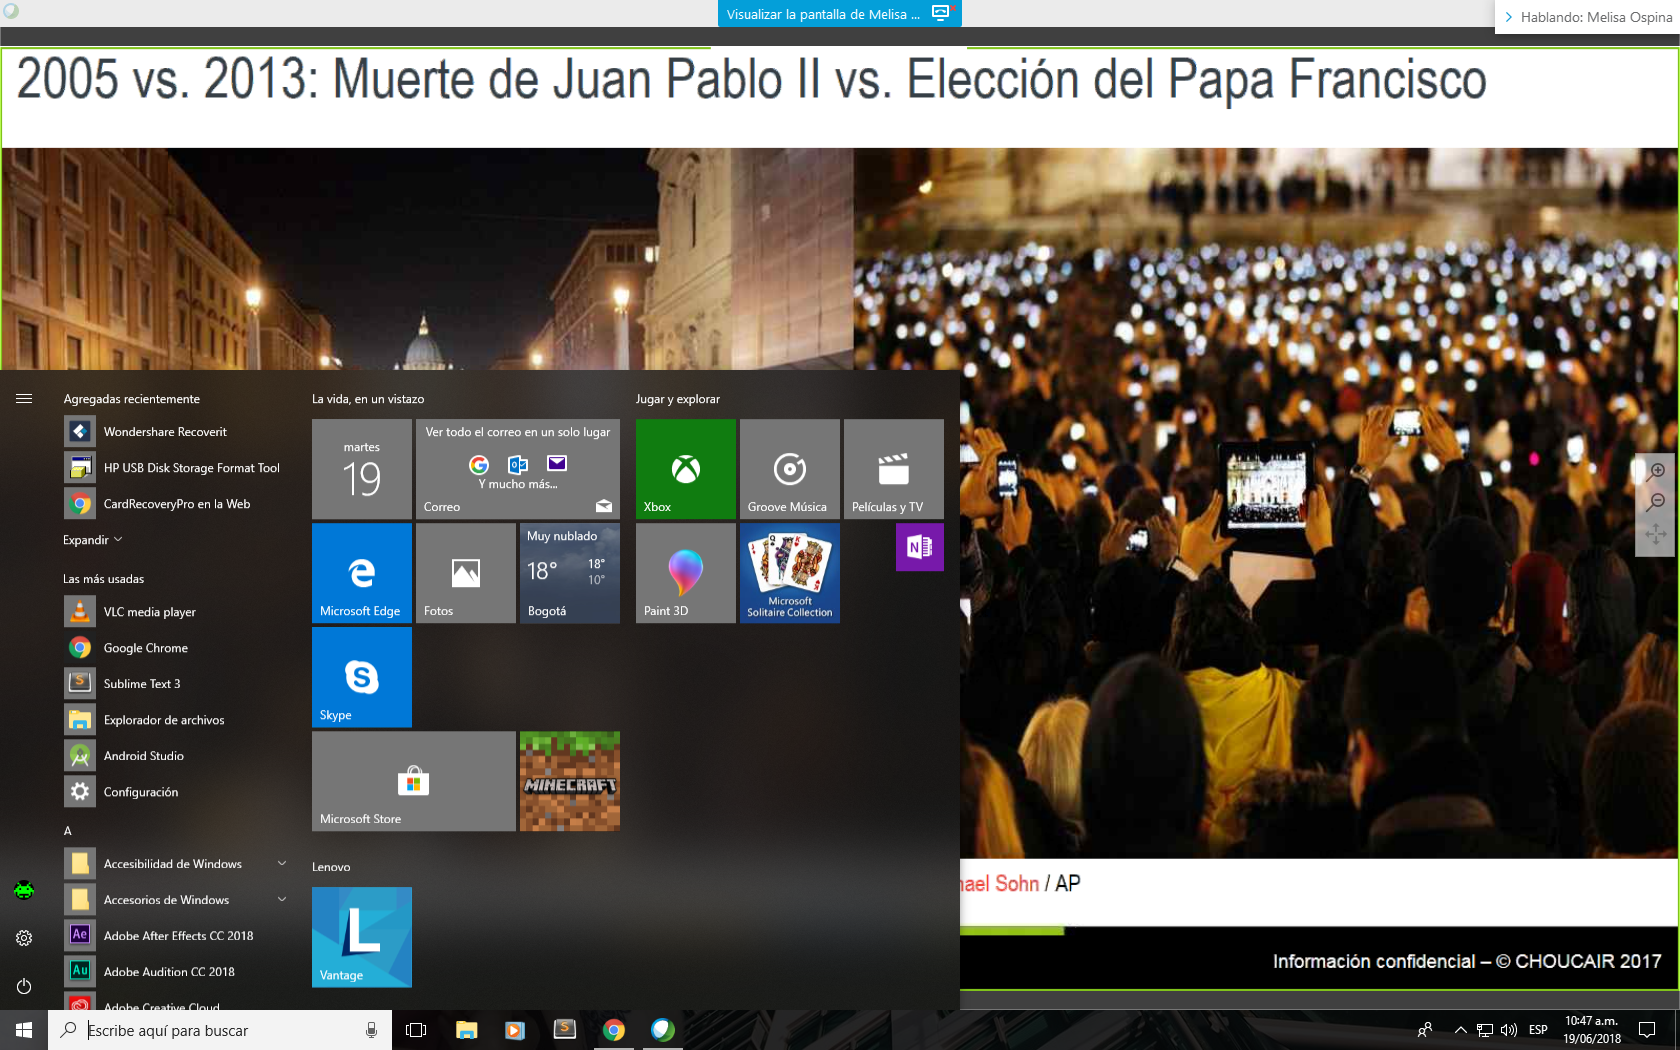 Visualizar la pantalla de Melisa ...
Hablando: Melisa Ospina
2005 vs. 2013: Muerte de Juan Pablo II vs. Elección del Papa Francisco
Agregadas recientemente
Wondershare Recoverit
HP USB Disk Storage Format Tool
CardRecoveryPro en la Web
Expandir
Las más usadas
VLC media player
Google Chrome
Sublime Text 3
Explorador de archivos
Android Studio
Configuración
A
Accesibilidad de Windows
Accesorios de Windows
Ae
Adobe After Effects CC 2018
Au
Adobe Audition CC 2018
Adobe Creative Cloud
La vida, en un vistazo
martes
19
Ver todo el correo en un solo lugar
Y mucho más...
Correo
Microsoft Edge
Fotos
Muy nublado
18° 18°
10°
Bogotá
Skype
Microsoft Store
MINECRAFT
Lenovo
L
Vantage
Jugar y explorar
Xbox
Groove Música
Películas y TV
Paint 3D
Microsoft
Solitaire Collection
N
hael Sohn / AP
Información confidencial – © CHOUCAIR 2017
Escribe aquí para buscar
ESP
10:47 a.m.
19/06/2018